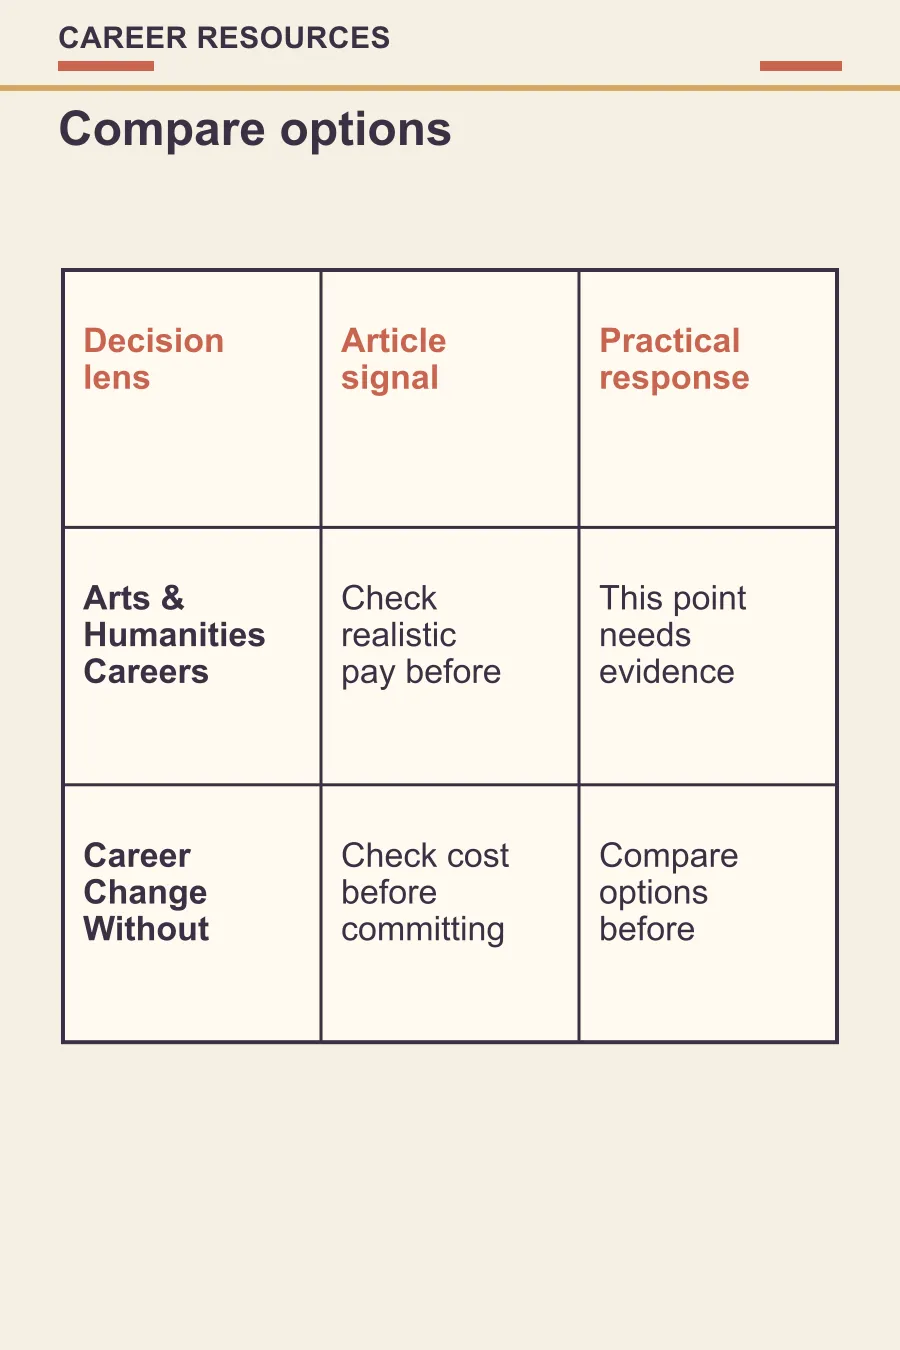 CAREER RESOURCES
Compare options
Decision
lens
Article
signal
Practical
response
Arts &
Humanities
Careers
Check
realistic
pay before
This point
needs
evidence
Career
Change
Without
Check cost
before
committing
Compare
options
before